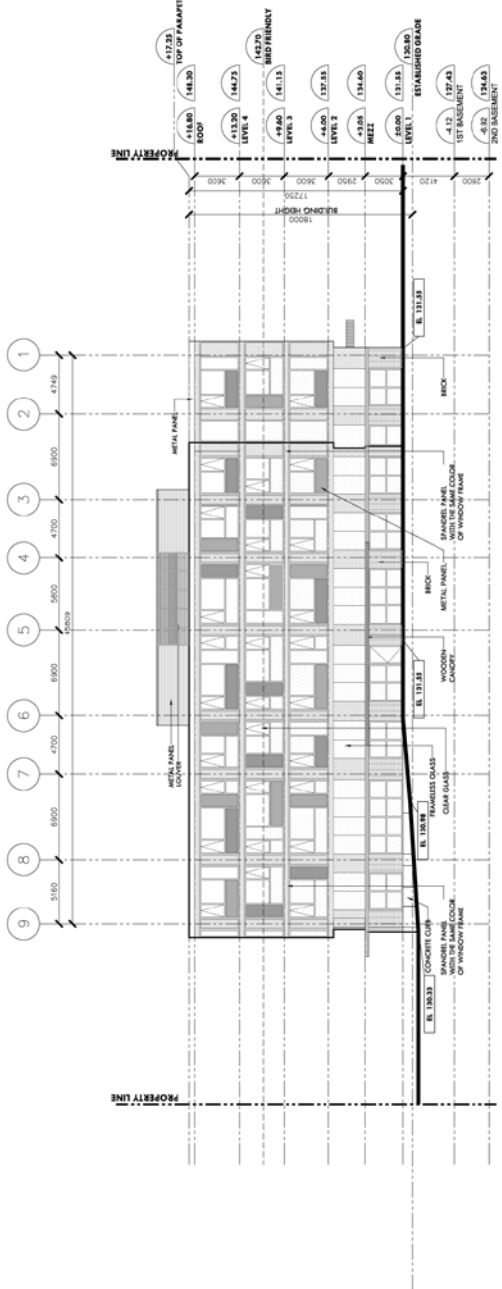 1
2
3
4
5
6
7
8
9
4749
6900
4700
5800
6900
4700
6900
5160
45809
PROPERTY LINE
PROPERTY LINE
+17.25
TOP OF PARAPET
+16.80 148.30
ROOF
+13.20 144.75
LEVEL 4
142.70
BIRD FRIENDLY
+9.60 141.15
LEVEL 3
+6.00 137.55
LEVEL 2
+3.05 134.60
MEZZ
±0.00 131.55
LEVEL 1
130.80
ESTABLISHED GRADE
-4.12 127.43
1ST BASEMENT
-6.92 124.63
2ND BASEMENT
3600
3600
3600
2950
3050
4120
2800
17250
18000
BUILDING HEIGHT
METAL PANEL
METAL PANEL
LOUVER
EL 131.55
BRICK
SPANDREL PANEL
WITH THE SAME COLOR
OF WINDOW FRAME
METAL PANEL
BRICK
WOODEN
CANOPY
EL 131.55
CLEAR GLASS
FRAMELESS GLASS
EL 130.98
SPANDREL PANEL
WITH THE SAME COLOR
OF WINDOW FRAME
CONCRETE CURB
EL 130.33